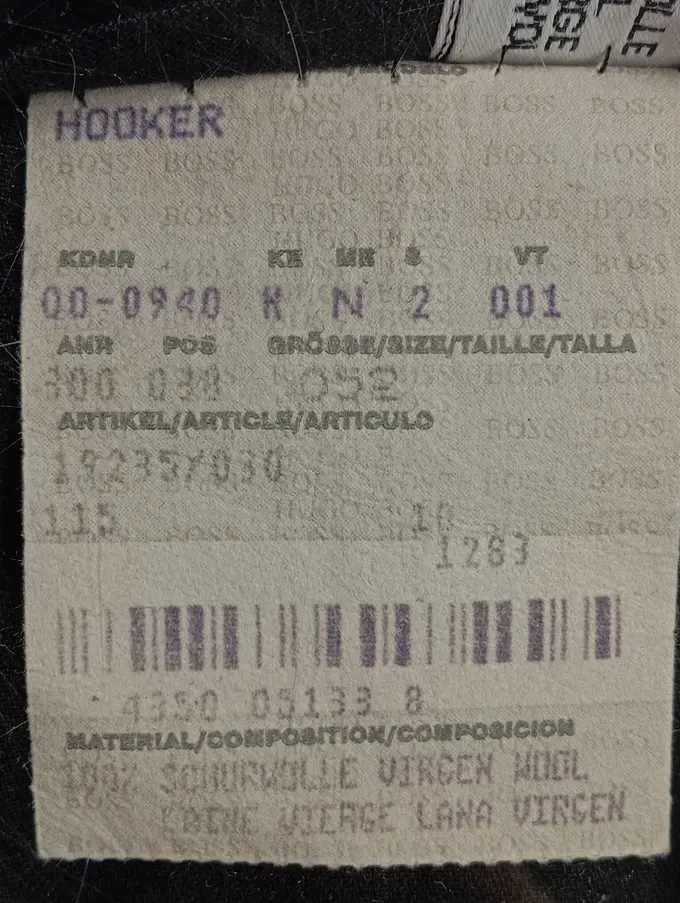 HOOKER
KDNR KE ME S VT
00-0940 K N 2 001
ANR POS GRÖSSE/SIZE/TAILLE/TALLA
300 038 052
ARTIKEL/ARTICLE/ARTICULO
19235/030
115 10
1283
4350 05133 8
MATERIAL/COMPOSITION/COMPOSICION
100% SCHURWOLLE VIRGEN WOOL
LAINE VIERGE LANA VIRGEN